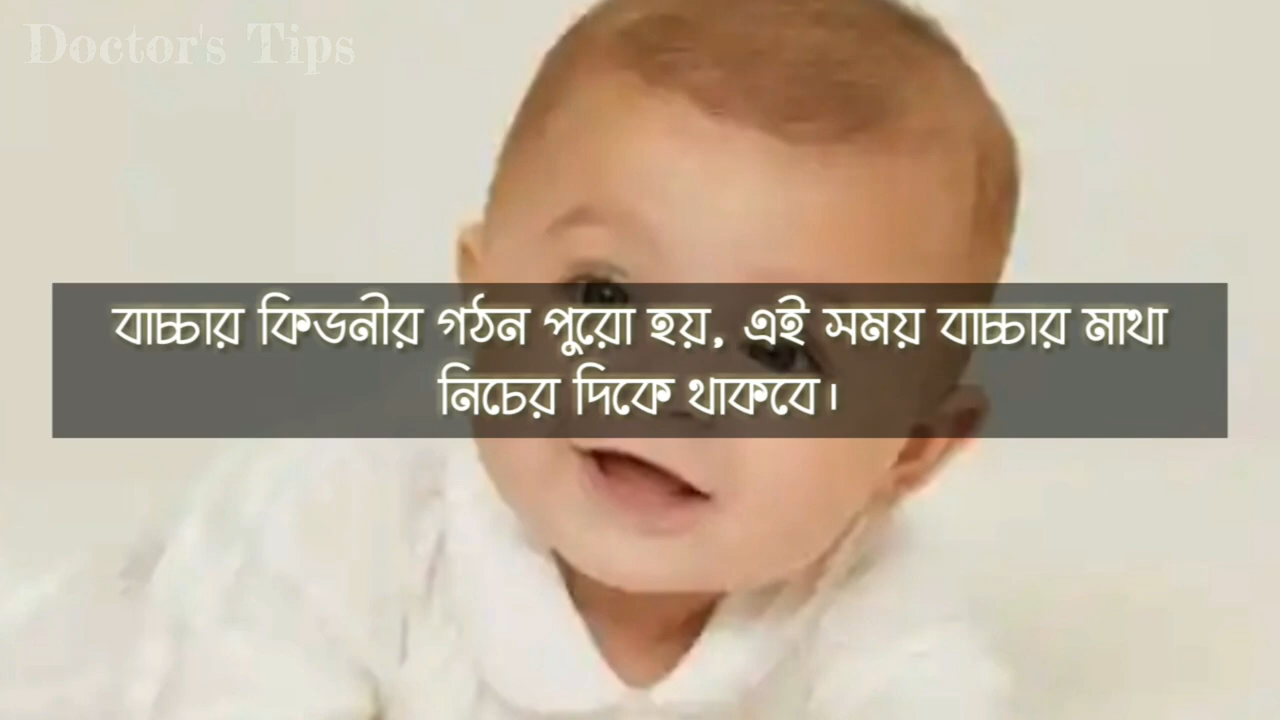 Doctor's Tips
বাচ্চার কিডনীর গঠন পুরো হয়, এই সময় বাচ্চার মাথা
নিচের দিকে থাকবে।